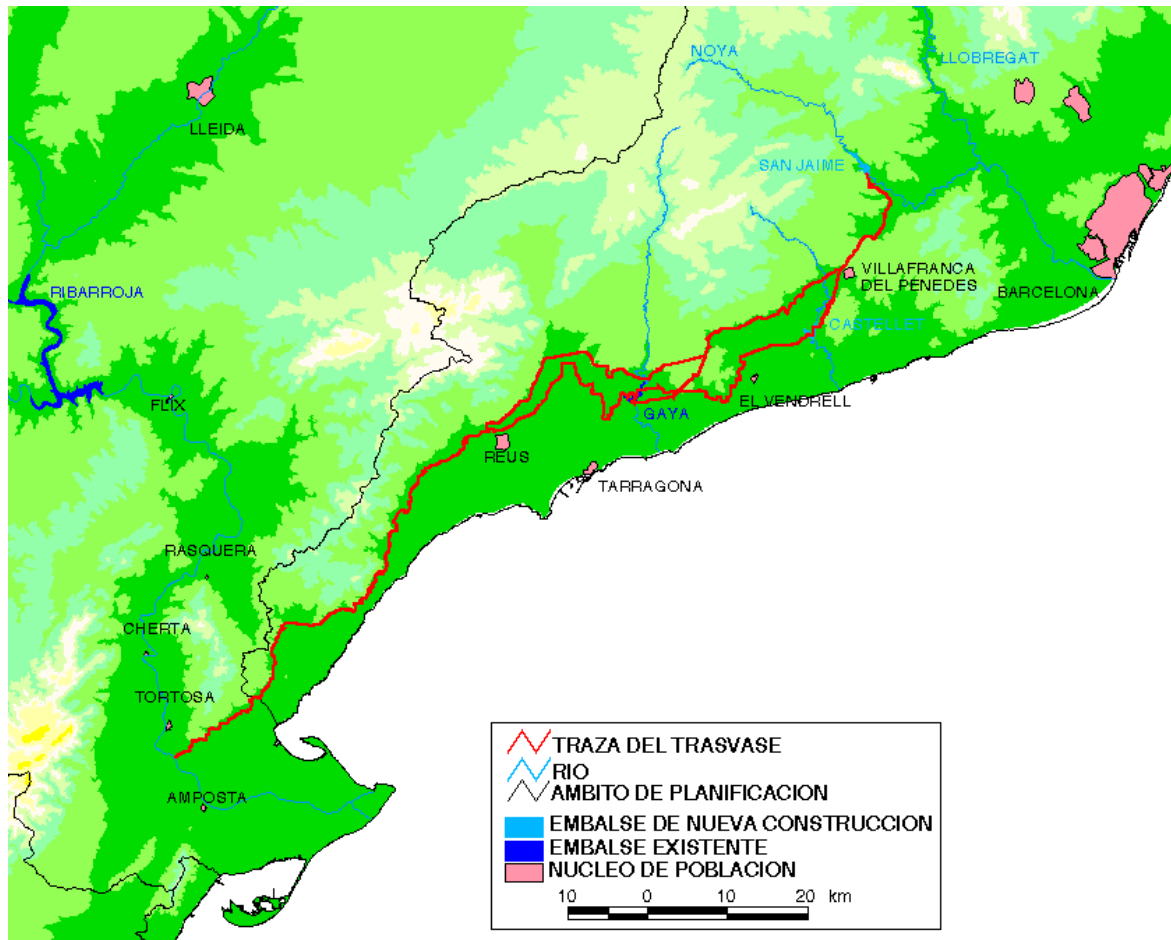 NOYA
LLOBREGAT
LLEIDA
SAN JAIME
RIBARROJA
VILLAFRANCA
DEL PENEDES
BARCELONA
CASTELLET
FLIX
GAYA
EL VENDRELL
REUS
TARRAGONA
RASQUERA
CHERTA
TORTOSA
AMPOSTA
TRAZA DEL TRASVASE
RIO
AMBITO DE PLANIFICACION
EMBALSE DE NUEVA CONSTRUCCION
EMBALSE EXISTENTE
NUCLEO DE POBLACION
10 0 10 20 km